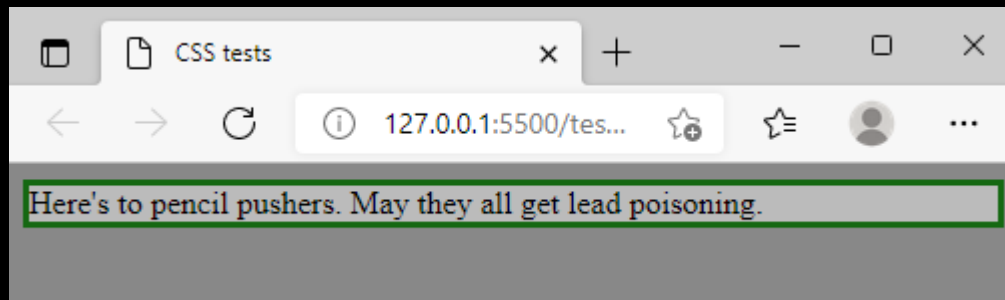 CSS tests
127.0.0.1:5500/tes...
Here's to pencil pushers. May they all get lead poisoning.